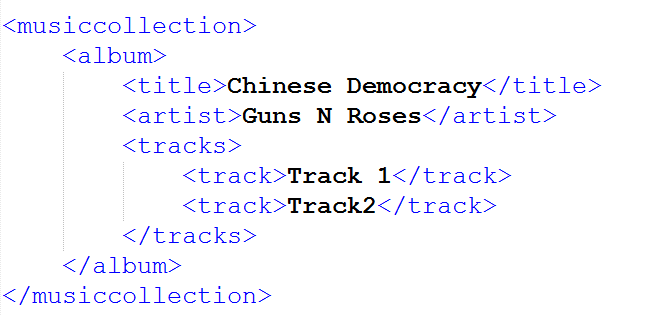 <musiccollection>
    <album>
        <title>Chinese Democracy</title>
        <artist>Guns N Roses</artist>
        <tracks>
            <track>Track 1</track>
            <track>Track2</track>
        </tracks>
    </album>
</musiccollection>